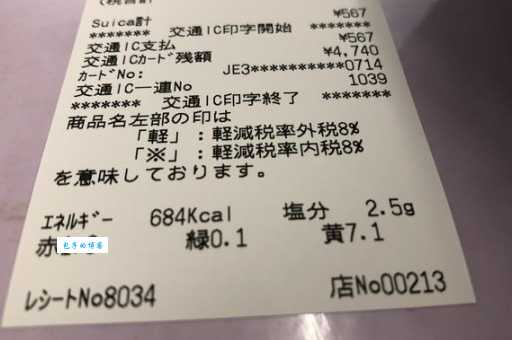 Suica計 ¥567
******* 交通IC印字開始 *******
交通IC支払 ¥567
交通ICカード残額 ¥4,740
カードNo: JE3**********0714
交通IC一連No 1039
******* 交通IC印字終了 *******
商品名左部の印は
「軽」:軽減税率外税8%
「※」:軽減税率内税8%
を意味しております。
エネルギー 684Kcal 塩分 2.5g
赤 緑0.1 黄7.1
包子的博客
レシートNo8034 店No00213